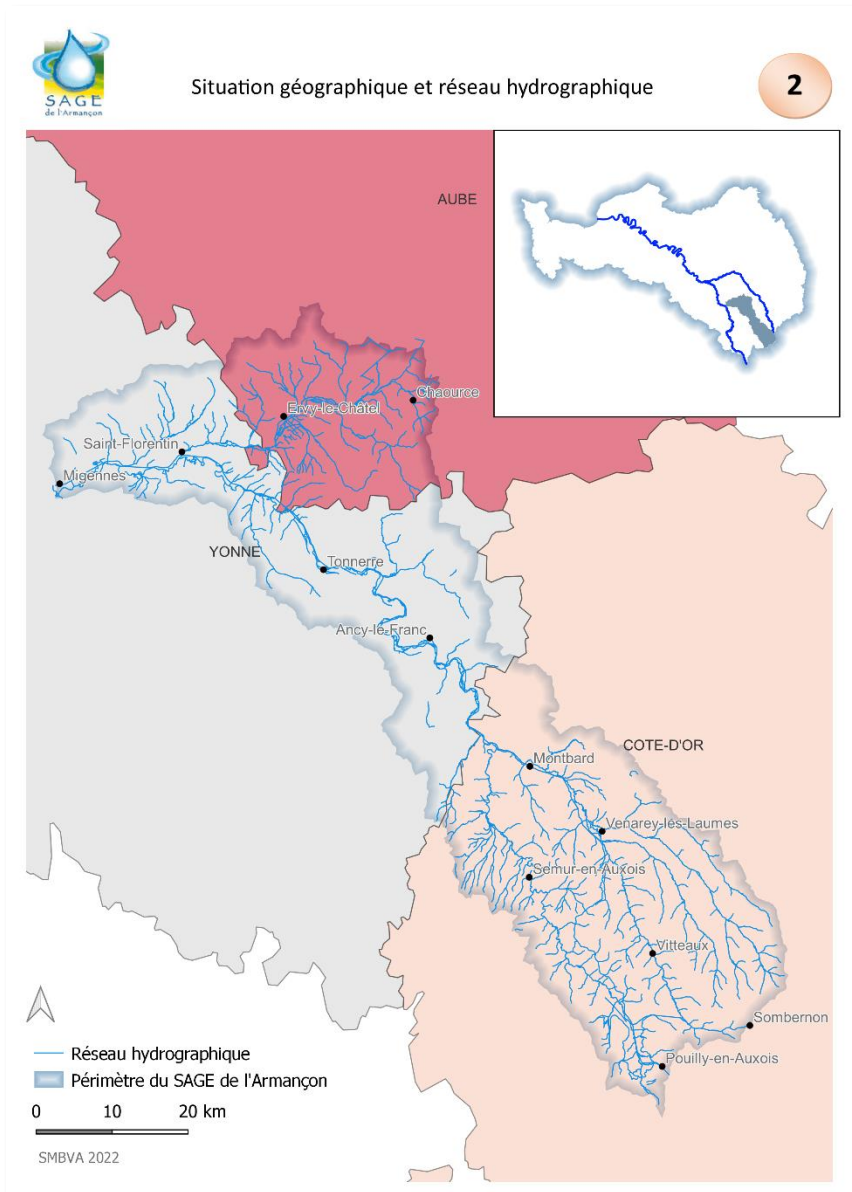 SAGE
de l'Armançon
Situation géographique et réseau hydrographique
2
AUBE
Chaource
Ervy-le-Châtel
Saint-Florentin
Migennes
YONNE
Tonnerre
Ancy-le-Franc
COTE-D'OR
Montbard
Venarey-lès-Laumes
Semur-en-Auxois
Vitteaux
Sombernon
Pouilly-en-Auxois
Réseau hydrographique
Périmètre du SAGE de l'Armançon
0 10 20 km
SMBVA 2022